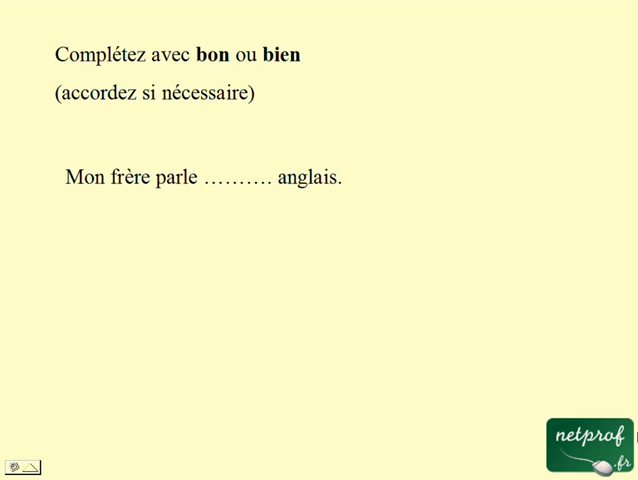 Complétez avec bon ou bien
(accordez si nécessaire)
Mon frère parle ………. anglais.
netprof
.fr